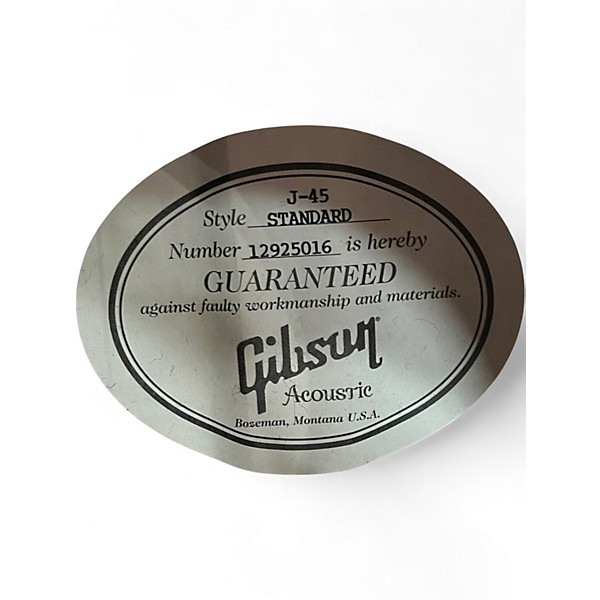 J-45
Style STANDARD
Number 12925016 is hereby
GUARANTEED
against faulty workmanship and materials.
Gibson
ACOUSTIC
Bozeman, Montana U.S.A.